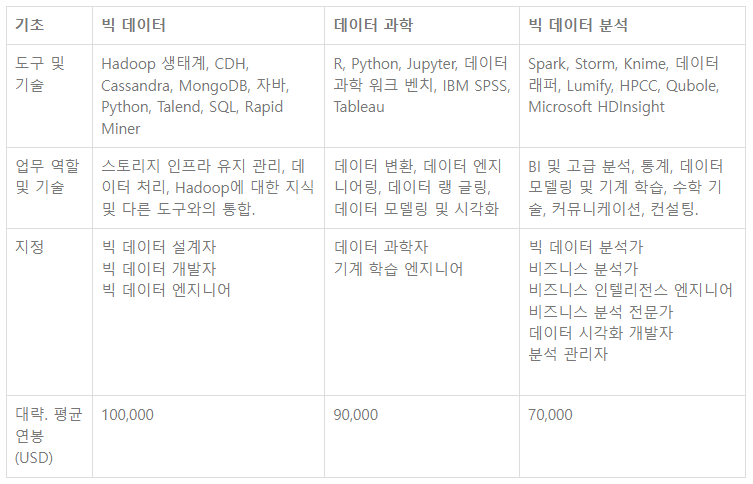 기초
빅 데이터
데이터 과학
빅 데이터 분석
도구 및
기술
Hadoop 생태계, CDH,
Cassandra, MongoDB, 자바,
Python, Talend, SQL, Rapid
Miner
R, Python, Jupyter, 데이터
과학 워크 벤치, IBM SPSS,
Tableau
Spark, Storm, Knime, 데이터
래퍼, Lumify, HPCC, Qubole,
Microsoft HDInsight
업무 역할
및 기술
스토리지 인프라 유지 관리, 데
이터 처리, Hadoop에 대한 지식
및 다른 도구와의 통합.
데이터 변환, 데이터 엔지
니어링, 데이터 랭 글링,
데이터 모델링 및 시각화
BI 및 고급 분석, 통계, 데이터
모델링 및 기계 학습, 수학 기
술, 커뮤니케이션, 컨설팅.
지정
빅 데이터 설계자
빅 데이터 개발자
빅 데이터 엔지니어
데이터 과학자
기계 학습 엔지니어
빅 데이터 분석가
비즈니스 분석가
비즈니스 인텔리전스 엔지니어
비즈니스 분석 전문가
데이터 시각화 개발자
분석 관리자
대략. 평균
연봉
(USD)
100,000
90,000
70,000